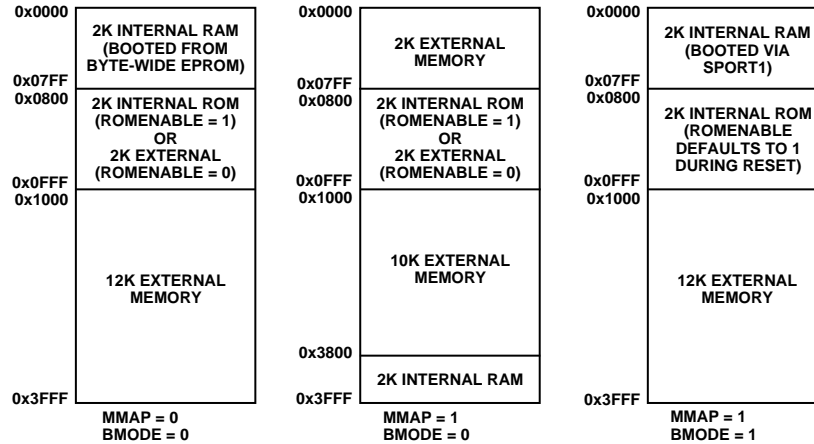 0x0000
2K INTERNAL RAM
(BOOTED FROM
BYTE-WIDE EPROM)
0x07FF
0x0800
2K INTERNAL ROM
(ROMENABLE = 1)
OR
2K EXTERNAL
(ROMENABLE = 0)
0x0FFF
0x1000
12K EXTERNAL
MEMORY
0x3FFF
MMAP = 0
BMODE = 0
0x0000
2K EXTERNAL
MEMORY
0x07FF
0x0800
2K INTERNAL ROM
(ROMENABLE = 1)
OR
2K EXTERNAL
(ROMENABLE = 0)
0x0FFF
0x1000
10K EXTERNAL
MEMORY
0x3800
2K INTERNAL RAM
0x3FFF
MMAP = 1
BMODE = 0
0x0000
2K INTERNAL RAM
(BOOTED VIA
SPORT1)
0x07FF
0x0800
2K INTERNAL ROM
(ROMENABLE
DEFAULTS TO 1
DURING RESET)
0x0FFF
0x1000
12K EXTERNAL
MEMORY
0x3FFF
MMAP = 1
BMODE = 1